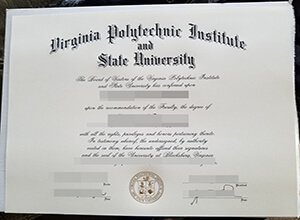 Virginia Polytechnic Institute
and
State University
The Board of Visitors of the Virginia Polytechnic Institute
and State University has conferred upon
upon the recommendation of the Faculty, the degree of
with all the rights, privileges and honors pertaining thereto.
In testimony whereof, the undersigned, by authority
vested in them, have hereunto affixed their signatures
and the seal of the University at Blacksburg, Virginia